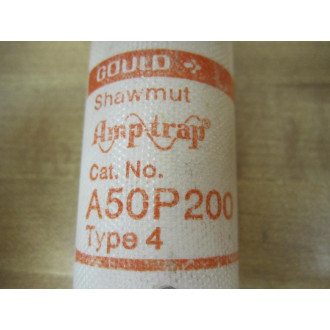 GOULD
Shawmut
Amp-trap®
Cat. No.
A50P200
Type 4